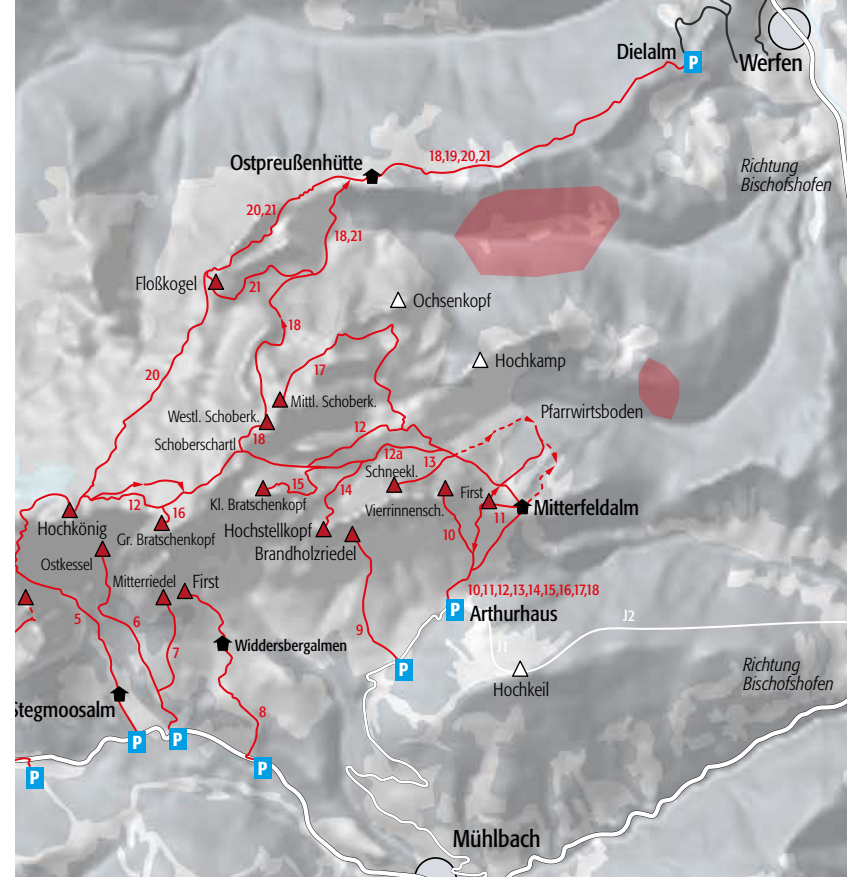 Dielalm
P
Werfen
Ostpreußenhütte
18,19,20,21
Richtung
Bischofshofen
20,21
18,21
Floßkogel
21
Ochsenkopf
18
17
Hochkamp
20
Mittl. Schoberk.
Westl. Schoberk.
18
Schoberschartl
12
Pfarrwirtsboden
12a
13
Schneekl.
15
14
Kl. Bratschenkopf
First
Vierrinnensch.
12
16
11
Mitterfeldalm
Hochkönig
Gr. Bratschenkopf
Hochstellkopf
Brandholzriedel
10
Ostkessel
Mitterriedel
First
10,11,12,13,14,15,16,17,18
P
Arthurhaus
5
6
7
9
J1
J2
Widdersbergalmen
P
Hochkeil
Richtung
Bischofshofen
Stegmoosalm
8
P
P
P
P
Mühlbach